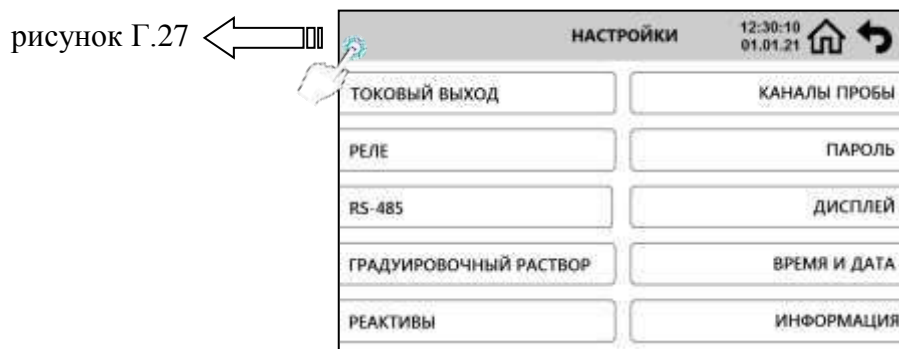 рисунок Г.27
НАСТРОЙКИ
12:30:10
01.01.21
ТОКОВЫЙ ВЫХОД
КАНАЛЫ ПРОБЫ
РЕЛЕ
ПАРОЛЬ
RS-485
ДИСПЛЕЙ
ГРАДУИРОВОЧНЫЙ РАСТВОР
ВРЕМЯ И ДАТА
РЕАКТИВЫ
ИНФОРМАЦИЯ